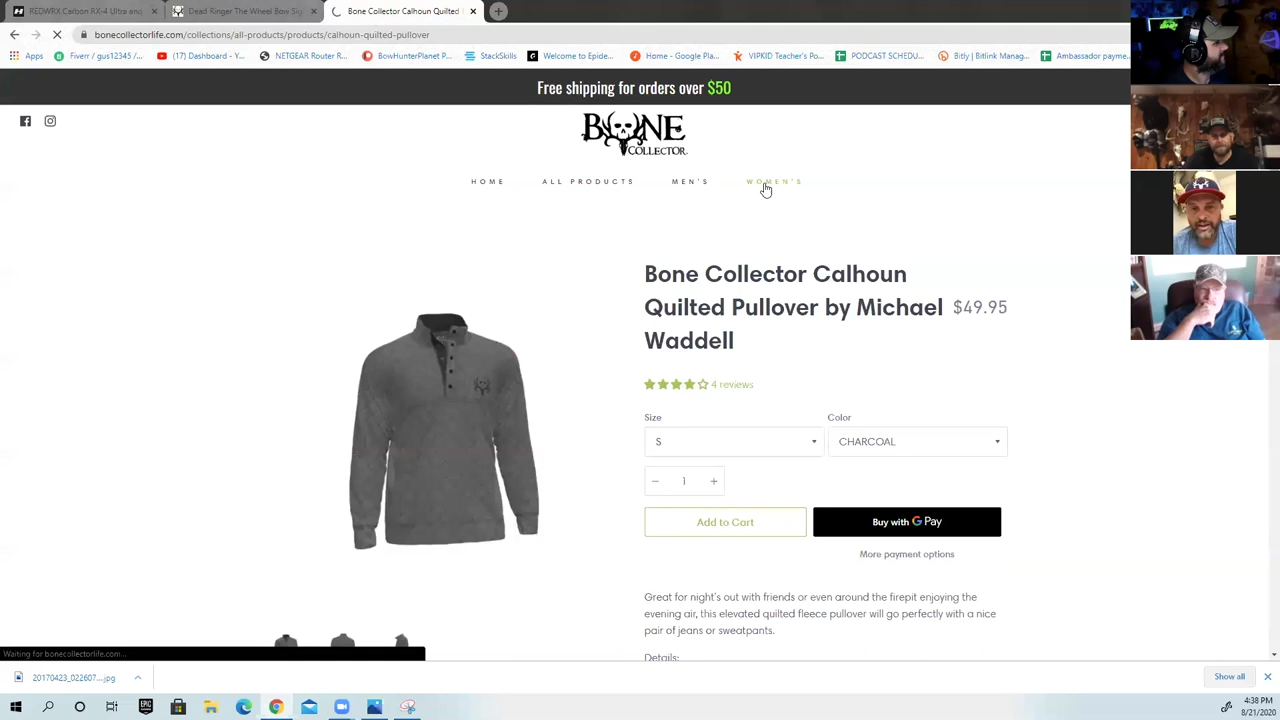 REDWRX Carbon RX-4 Ultra and
Dead Ringer The Wheel Bow Sig
Bone Collector Calhoun Quilted
bonecollectorlife.com/collections/all-products/products/calhoun-quilted-pullover
Apps
Fiverr / gus12345 /...
(17) Dashboard - Yo...
NETGEAR Router R...
BowHunterPlanet P...
StackSkills
Welcome to Epide...
Home - Google Pla...
VIPKID Teacher's Po...
PODCAST SCHEDU...
Bitly | Bitlink Manag...
Ambassador payme...
Free shipping for orders over $50
BONE
COLLECTOR.
HOME
ALL PRODUCTS
MEN'S
WOMEN'S
Bone Collector Calhoun
Quilted Pullover by Michael
Waddell
$49.95
4 reviews
Size
Color
S
CHARCOAL
1
Add to Cart
Buy with G Pay
More payment options
Great for night's out with friends or even around the firepit enjoying the
evening air, this elevated quilted fleece pullover will go perfectly with a nice
pair of jeans or sweatpants.
Details:
Waiting for bonecollectorlife.com...
20170423_022607....jpg
Show all
EPIC
4:38 PM
8/21/2020